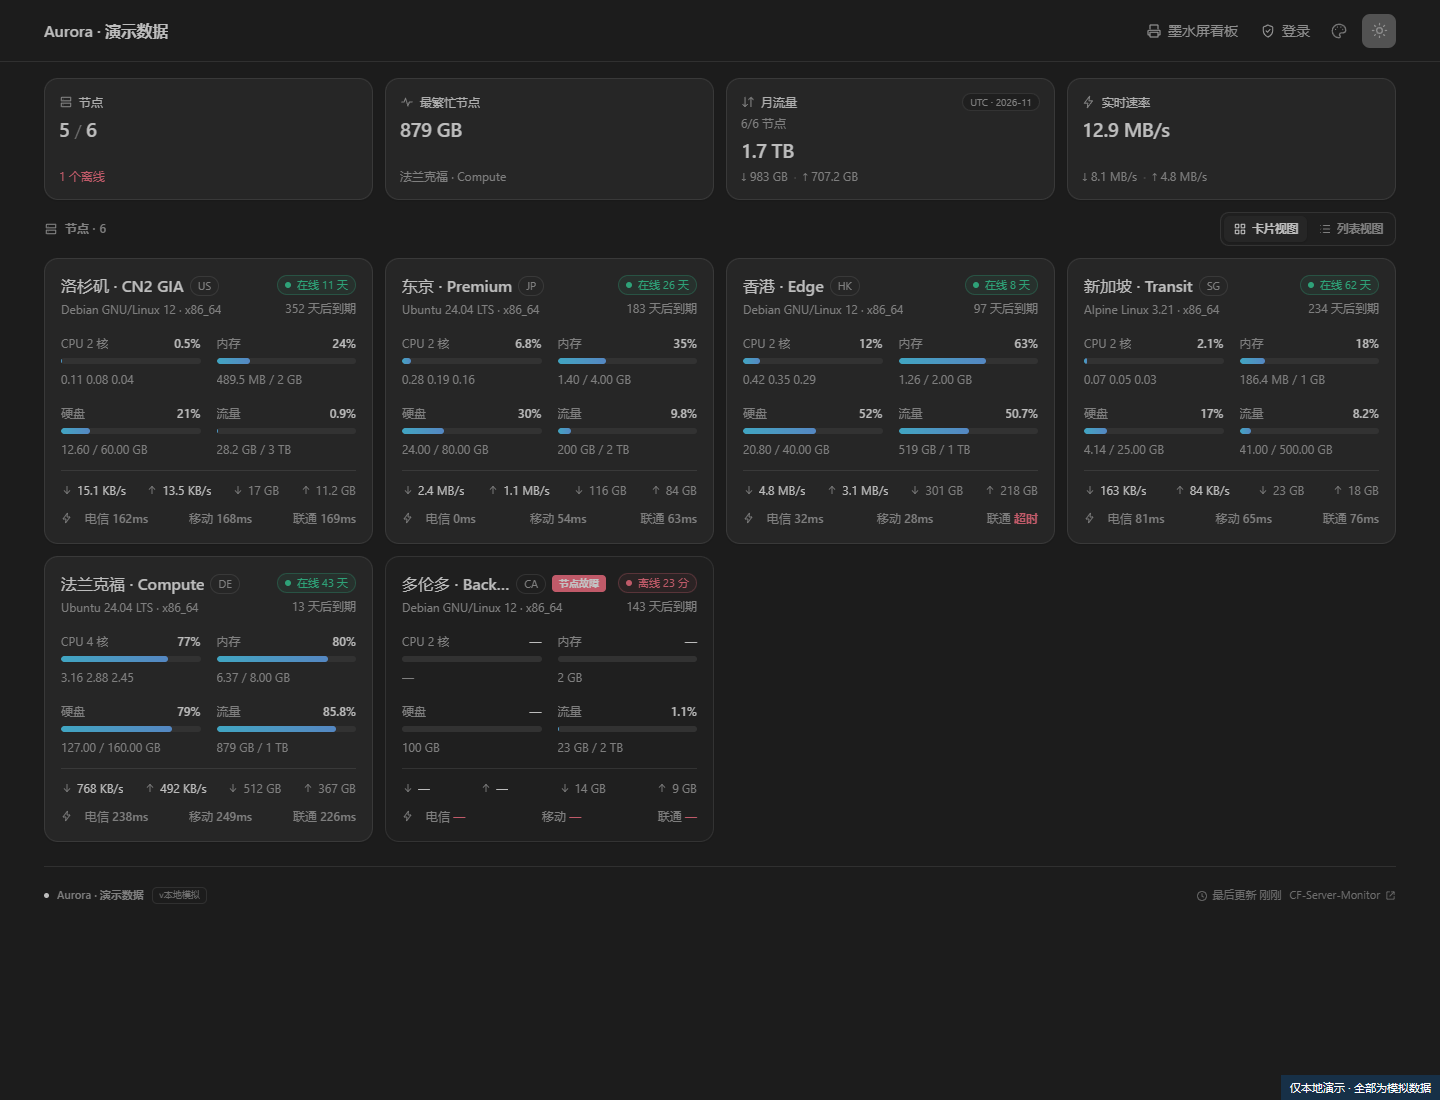 Aurora · 演示数据
墨水屏看板
登录
节点
5 / 6
1 个离线
最繁忙节点
879 GB
法兰克福 · Compute
月流量
UTC · 2026-11
6/6 节点
1.7 TB
↓ 983 GB · ↑ 707.2 GB
实时速率
12.9 MB/s
↓ 8.1 MB/s · ↑ 4.8 MB/s
节点 · 6
卡片视图
列表视图
洛杉矶 · CN2 GIA US 在线 11 天
Debian GNU/Linux 12 · x86_64 352 天后到期
CPU 2 核 0.5% 内存 24%
0.11 0.08 0.04 489.5 MB / 2 GB
硬盘 21% 流量 0.9%
12.60 / 60.00 GB 28.2 GB / 3 TB
↓ 15.1 KB/s ↑ 13.5 KB/s ↓ 17 GB ↑ 11.2 GB
电信 162ms 移动 168ms 联通 169ms
东京 · Premium JP 在线 26 天
Ubuntu 24.04 LTS · x86_64 183 天后到期
CPU 2 核 6.8% 内存 35%
0.28 0.19 0.16 1.40 / 4.00 GB
硬盘 30% 流量 9.8%
24.00 / 80.00 GB 200 GB / 2 TB
↓ 2.4 MB/s ↑ 1.1 MB/s ↓ 116 GB ↑ 84 GB
电信 0ms 移动 54ms 联通 63ms
香港 · Edge HK 在线 8 天
Debian GNU/Linux 12 · x86_64 97 天后到期
CPU 2 核 12% 内存 63%
0.42 0.35 0.29 1.26 / 2.00 GB
硬盘 52% 流量 50.7%
20.80 / 40.00 GB 519 GB / 1 TB
↓ 4.8 MB/s ↑ 3.1 MB/s ↓ 301 GB ↑ 218 GB
电信 32ms 移动 28ms 联通 超时
新加坡 · Transit SG 在线 62 天
Alpine Linux 3.21 · x86_64 234 天后到期
CPU 2 核 2.1% 内存 18%
0.07 0.05 0.03 186.4 MB / 1 GB
硬盘 17% 流量 8.2%
4.14 / 25.00 GB 41.00 / 500.00 GB
↓ 163 KB/s ↑ 84 KB/s ↓ 23 GB ↑ 18 GB
电信 81ms 移动 65ms 联通 76ms
法兰克福 · Compute DE 在线 43 天
Ubuntu 24.04 LTS · x86_64 13 天后到期
CPU 4 核 77% 内存 80%
3.16 2.88 2.45 6.37 / 8.00 GB
硬盘 79% 流量 85.8%
127.00 / 160.00 GB 879 GB / 1 TB
↓ 768 KB/s ↑ 492 KB/s ↓ 512 GB ↑ 367 GB
电信 238ms 移动 249ms 联通 226ms
多伦多 · Back... CA 节点故障 离线 23 分
Debian GNU/Linux 12 · x86_64 143 天后到期
CPU 2 核 — 内存 —
— 2 GB
硬盘 — 流量 1.1%
100 GB 23 GB / 2 TB
↓ — ↑ — ↓ 14 GB ↑ 9 GB
电信 — 移动 — 联通 —
Aurora · 演示数据 v本地模拟
最后更新 刚刚 CF-Server-Monitor
仅本地演示 · 全部为模拟数据